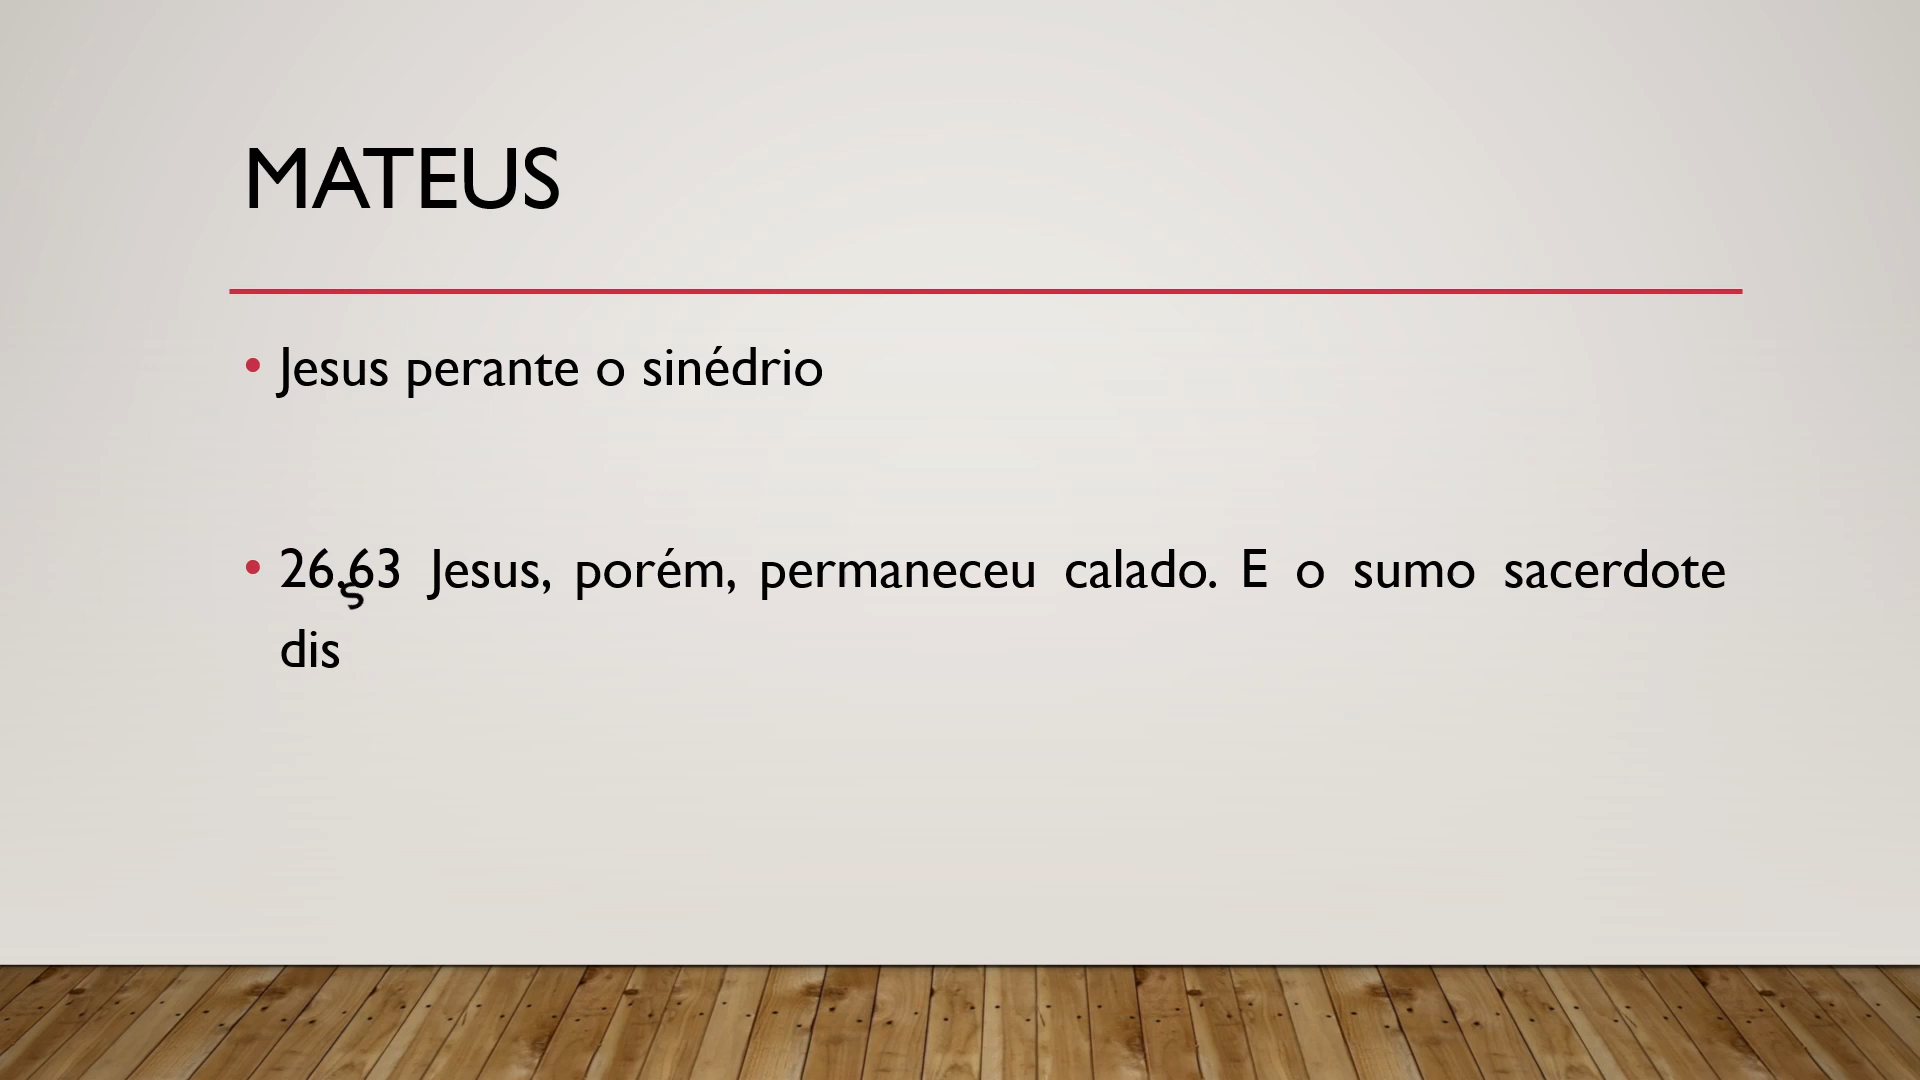 MATEUS
• Jesus perante o sinédrio
• 26.63 Jesus, porém, permaneceu calado. E o sumo sacerdote
dis